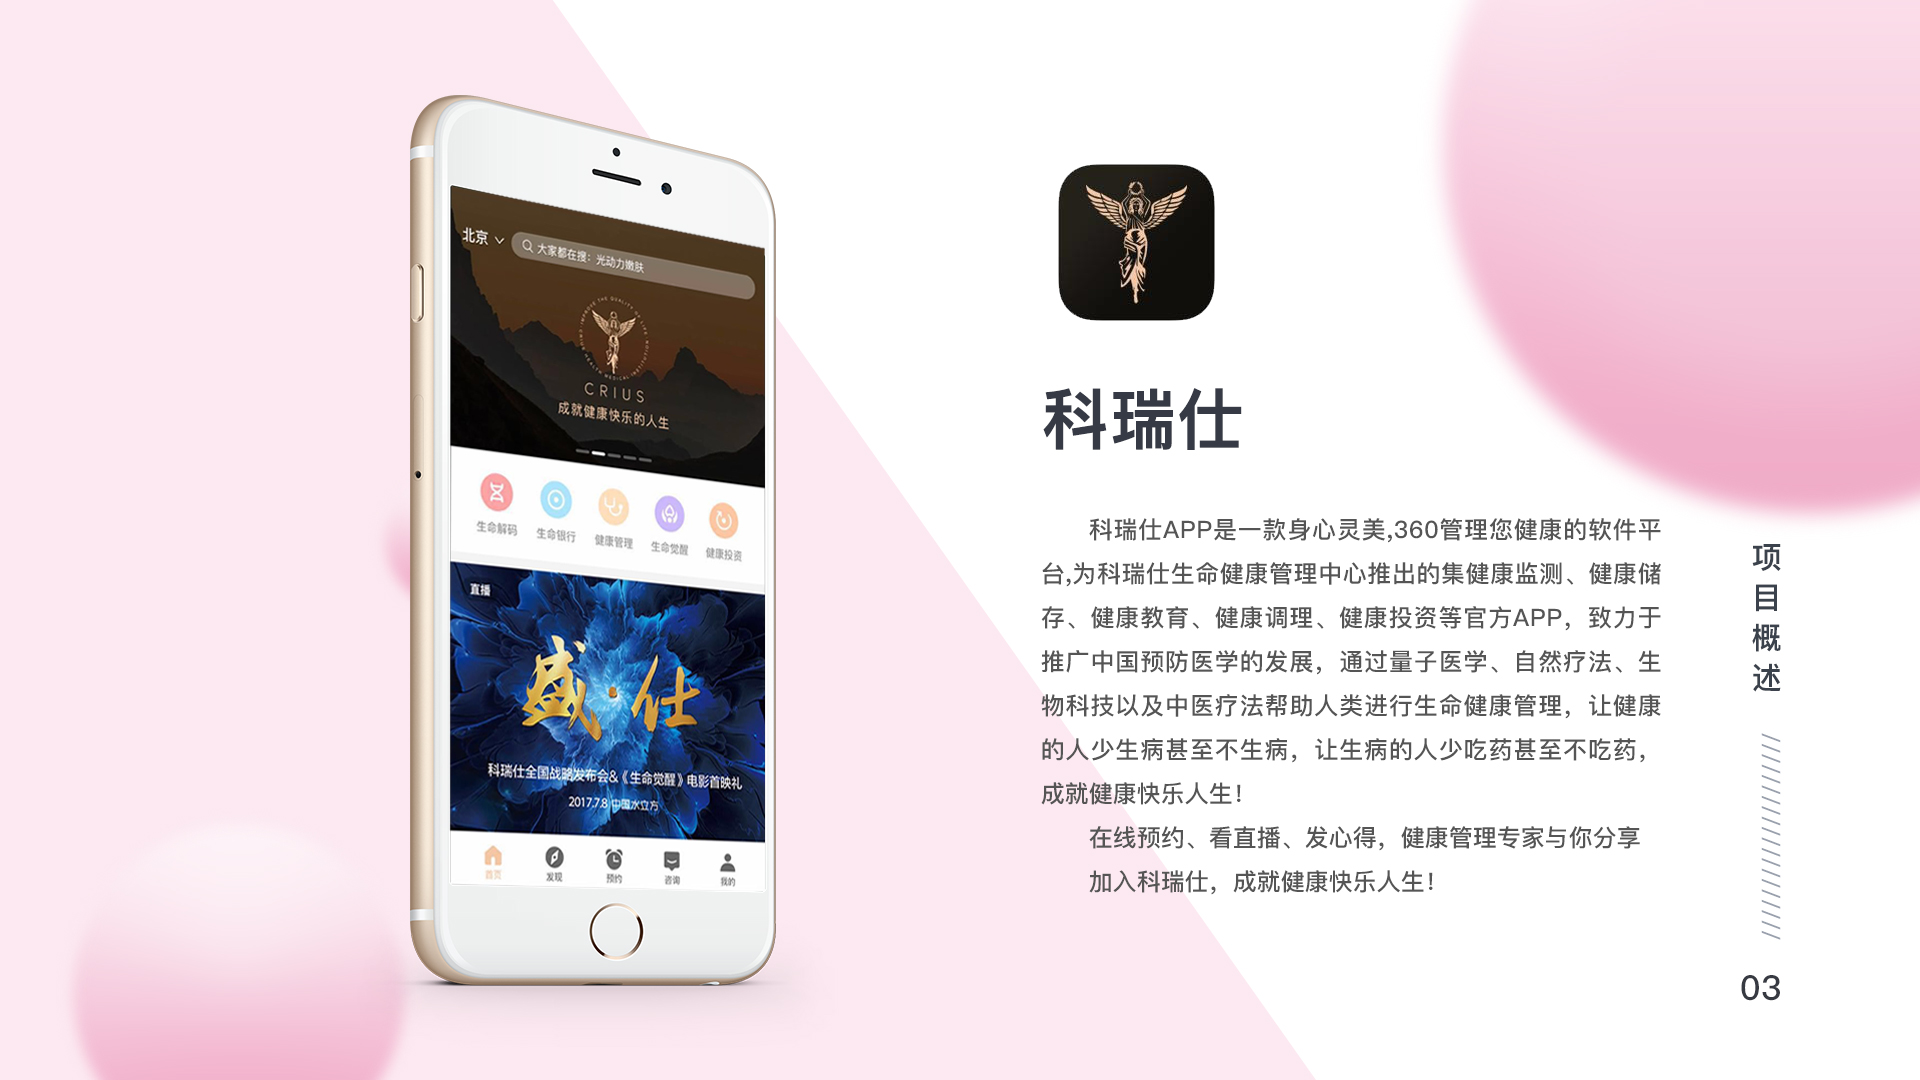 北京
大家都在搜：光动力嫩肤
CRIUS
成就健康快乐的人生
生命解码
生命银行
健康管理
生命觉醒
健康投资
直播
盛·仕
科瑞仕全国战略发布会&《生命觉醒》电影首映礼
2017.7.8 中国水立方
首页
发现
预约
咨询
我的
科瑞仕
科瑞仕APP是一款身心灵美,360管理您健康的软件平
台,为科瑞仕生命健康管理中心推出的集健康监测、健康储
存、健康教育、健康调理、健康投资等官方APP，致力于
推广中国预防医学的发展，通过量子医学、自然疗法、生
物科技以及中医疗法帮助人类进行生命健康管理，让健康
的人少生病甚至不生病，让生病的人少吃药甚至不吃药，
成就健康快乐人生！
在线预约、看直播、发心得，健康管理专家与你分享
加入科瑞仕，成就健康快乐人生！
项目概述
03